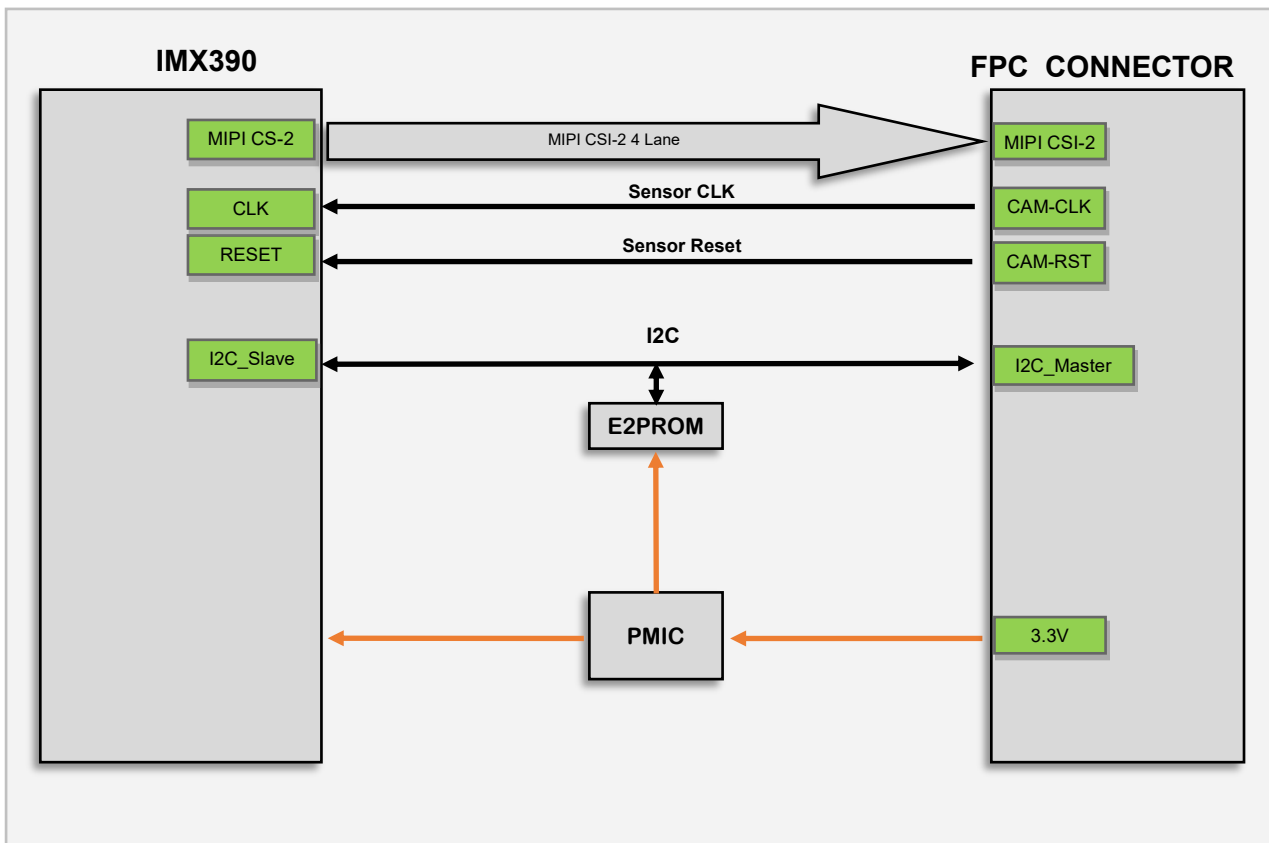 IMX390
FPC CONNECTOR
MIPI CS-2
MIPI CSI-2 4 Lane
MIPI CSI-2
CLK
Sensor CLK
CAM-CLK
RESET
Sensor Reset
CAM-RST
I2C
I2C_Slave
I2C_Master
E2PROM
PMIC
3.3V